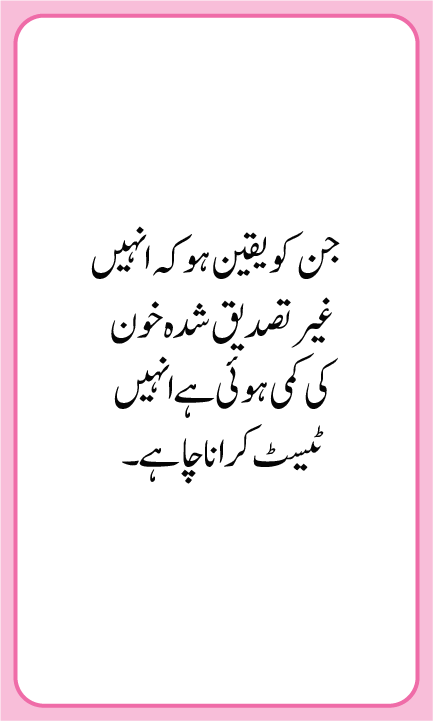 جن کو یقین ہو کہ انہیں
غیر تصدیق شدہ خون
کی کمی ہوئی ہے انہیں
ٹیسٹ کرانا چاہے۔